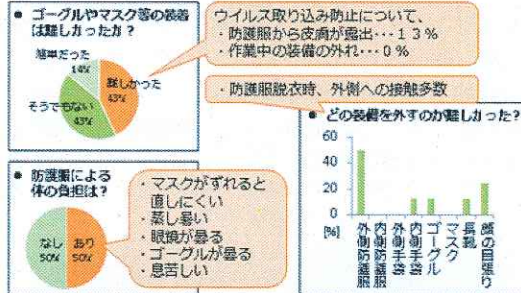 ● ゴーグルやマスク等の装着
は難しかったか？
簡単だった
14%
難しかった
43%
そうでもない
43%
ウイルス取り込み防止について、
・防護服から皮膚が露出・・・１３％
・作業中の装備の外れ・・・０％
・防護服脱衣時、外側への接触多数
● どの装備を外すのが難しかった？
60
40
20
0
[%]
外側防護服
内側防護服
外側手袋
内側手袋
ゴーグル
マスク
長靴
顔の目張り
● 防護服による
体の負担は？
なし
50%
あり
50%
・マスクがずれると
直しにくい
・蒸し暑い
・眼鏡が曇る
・ゴーグルが曇る
・息苦しい